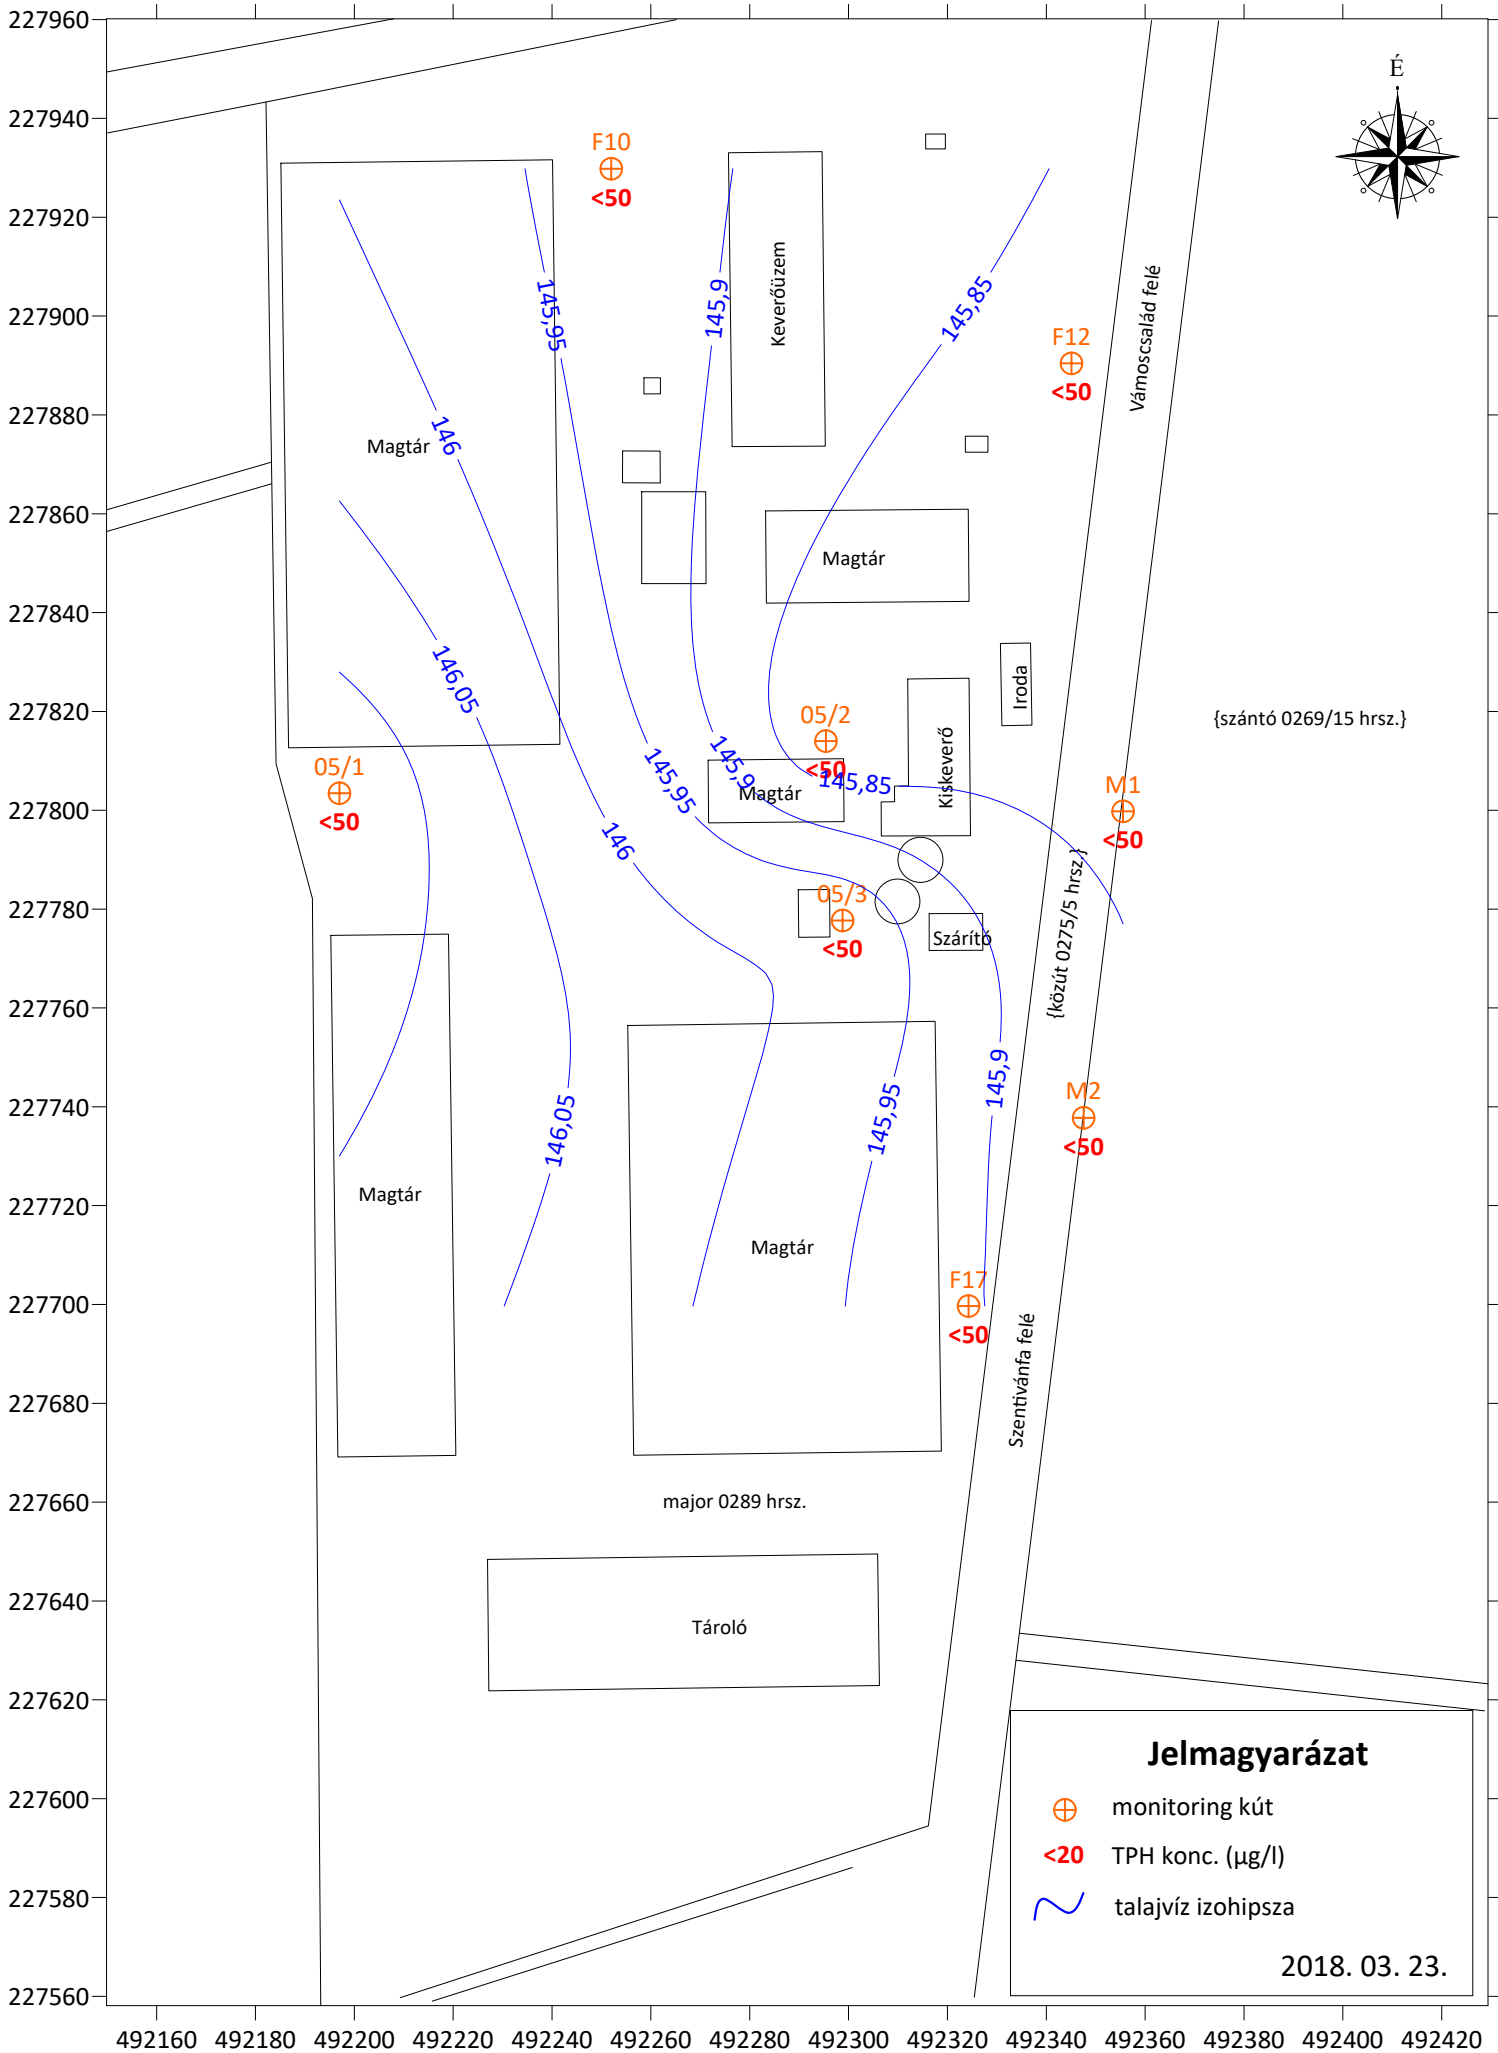 227960
227940
227920
227900
227880
227860
227840
227820
227800
227780
227760
227740
227720
227700
227680
227660
227640
227620
227600
227580
227560
É
F10
<50
Keverőüzem
145,95
145,9
145,85
F12
<50
Vámoscsalád felé
Magtár
146
Magtár
146,05
Iroda
{szántó 0269/15 hrsz.}
05/2
<50
Kiskeverő
05/1
<50
145,95
145,9
Magtár
145,85
M1
<50
146
{közút 0275/5 hrsz.}
05/3
<50
Szárító
146,05
145,95
145,9
M2
<50
Magtár
Magtár
F17
<50
Szentivánfa felé
major 0289 hrsz.
Tároló
Jelmagyarázat
monitoring kút
<20 TPH konc. (µg/l)
talajvíz izohipsza
2018. 03. 23.
492160 492180 492200 492220 492240 492260 492280 492300 492320 492340 492360 492380 492400 492420